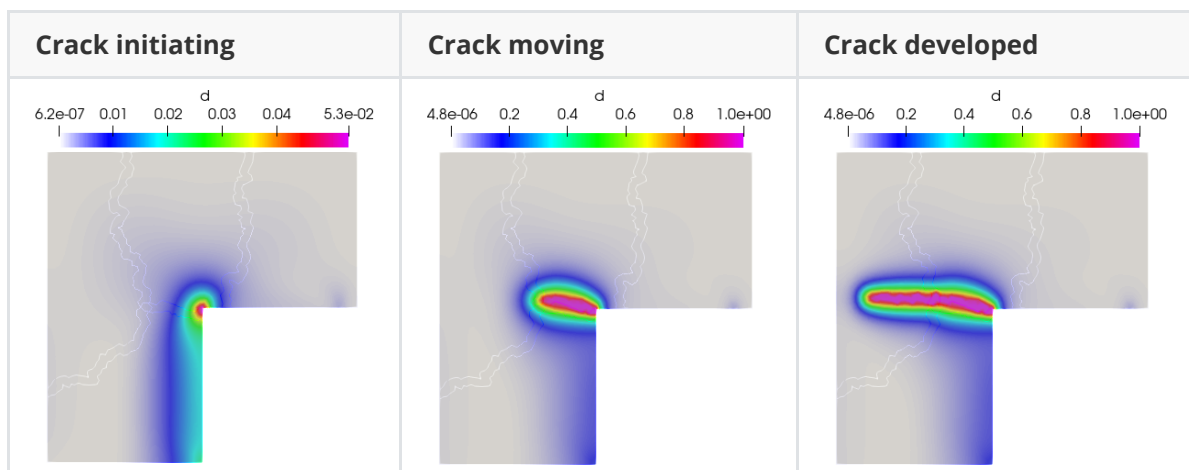 Crack initiating
Crack moving
Crack developed
d
6.2e-07 0.01 0.02 0.03 0.04 5.3e-02
d
4.8e-06 0.2 0.4 0.6 0.8 1.0e+00
d
4.8e-06 0.2 0.4 0.6 0.8 1.0e+00